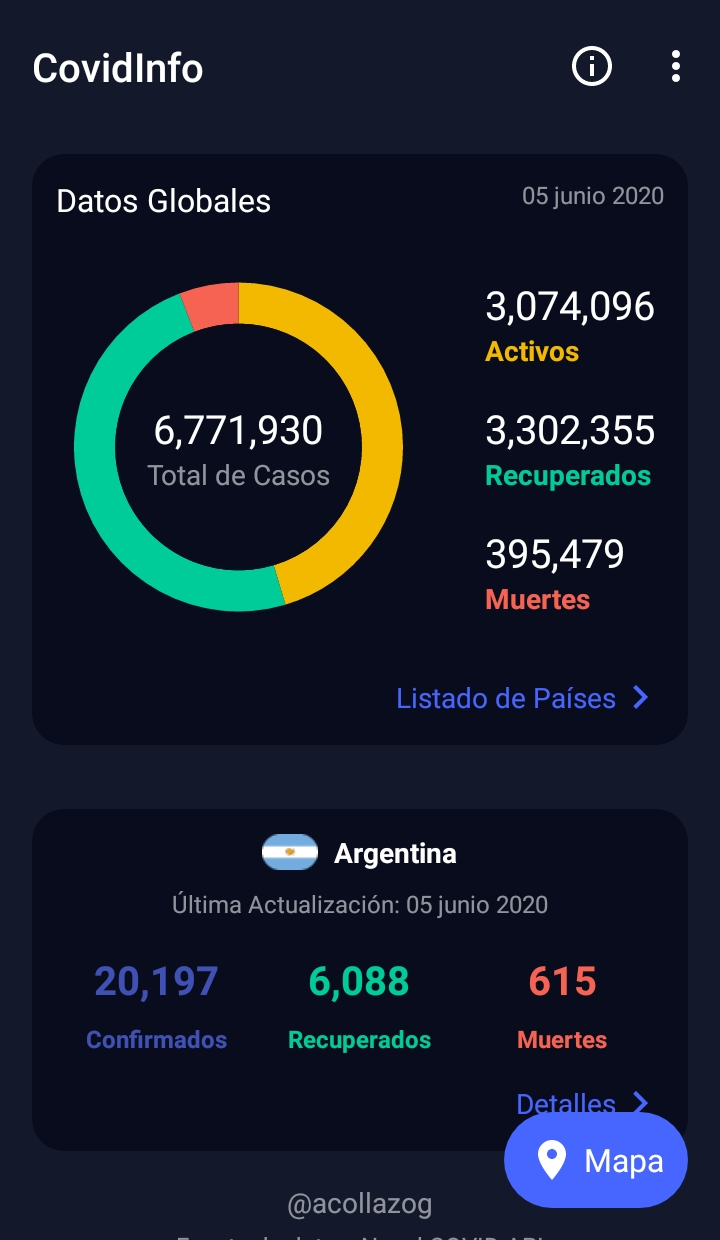 CovidInfo
Datos Globales
05 junio 2020
6,771,930
Total de Casos
3,074,096
Activos
3,302,355
Recuperados
395,479
Muertes
Listado de Países
Argentina
Última Actualización: 05 junio 2020
20,197
Confirmados
6,088
Recuperados
615
Muertes
Detalles
Mapa
@acollazog